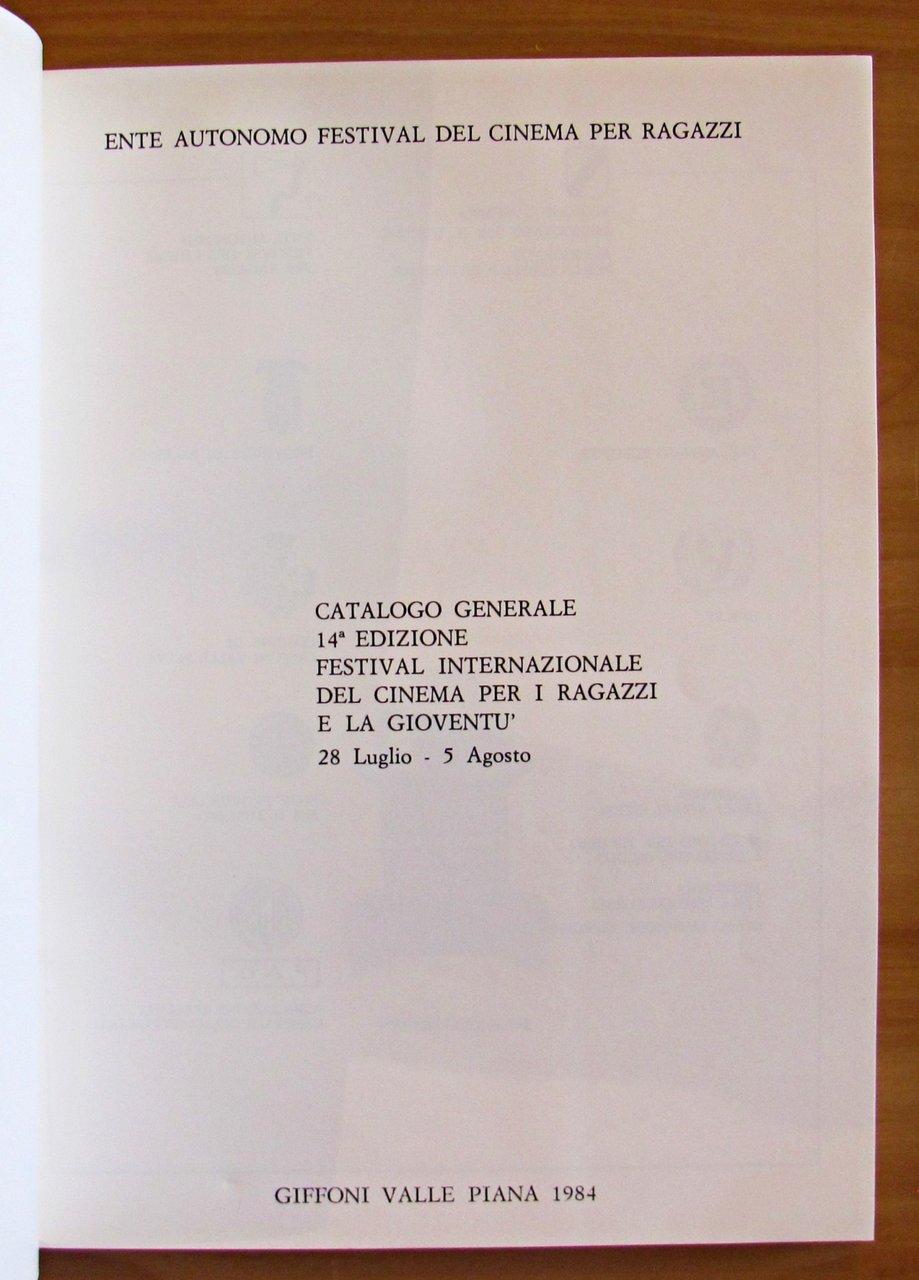 ENTE AUTONOMO FESTIVAL DEL CINEMA PER RAGAZZI
CATALOGO GENERALE
14ª EDIZIONE
FESTIVAL INTERNAZIONALE
DEL CINEMA PER I RAGAZZI
E LA GIOVENTU'
28 Luglio - 5 Agosto
GIFFONI VALLE PIANA 1984